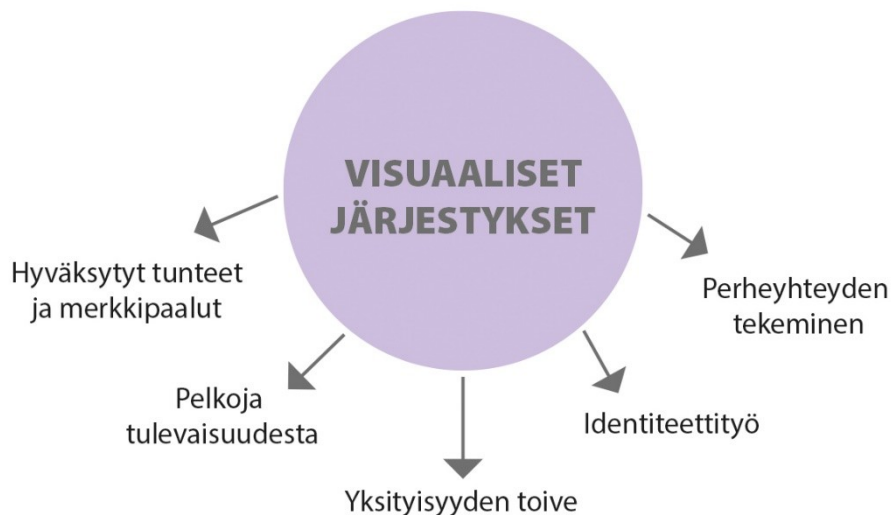 VISUAALISET
JÄRJESTYKSET
Hyväksytyt tunteet
ja merkkipaalut
Pelkoja
tulevaisuudesta
Yksityisyyden toive
Identiteettityö
Perheyhteyden
tekeminen